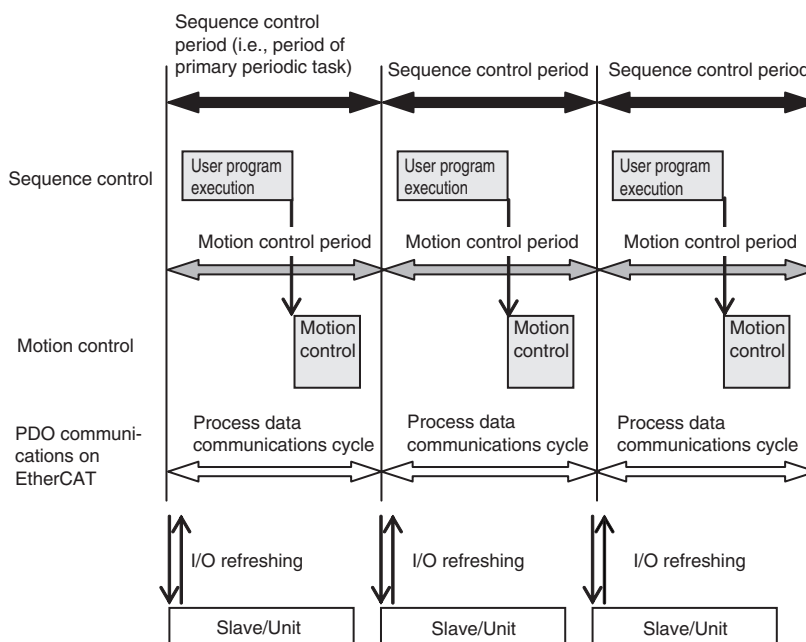 Sequence control
period (i.e., period of
primary periodic task)
Sequence control period
Sequence control period
Sequence control
User program
execution
User program
execution
User program
execution
Motion control period
Motion control period
Motion control period
Motion control
Motion
control
Motion
control
Motion
control
PDO communi-
cations on
EtherCAT
Process data
communications cycle
Process data
communications cycle
Process data
communications cycle
I/O refreshing
I/O refreshing
I/O refreshing
Slave/Unit
Slave/Unit
Slave/Unit